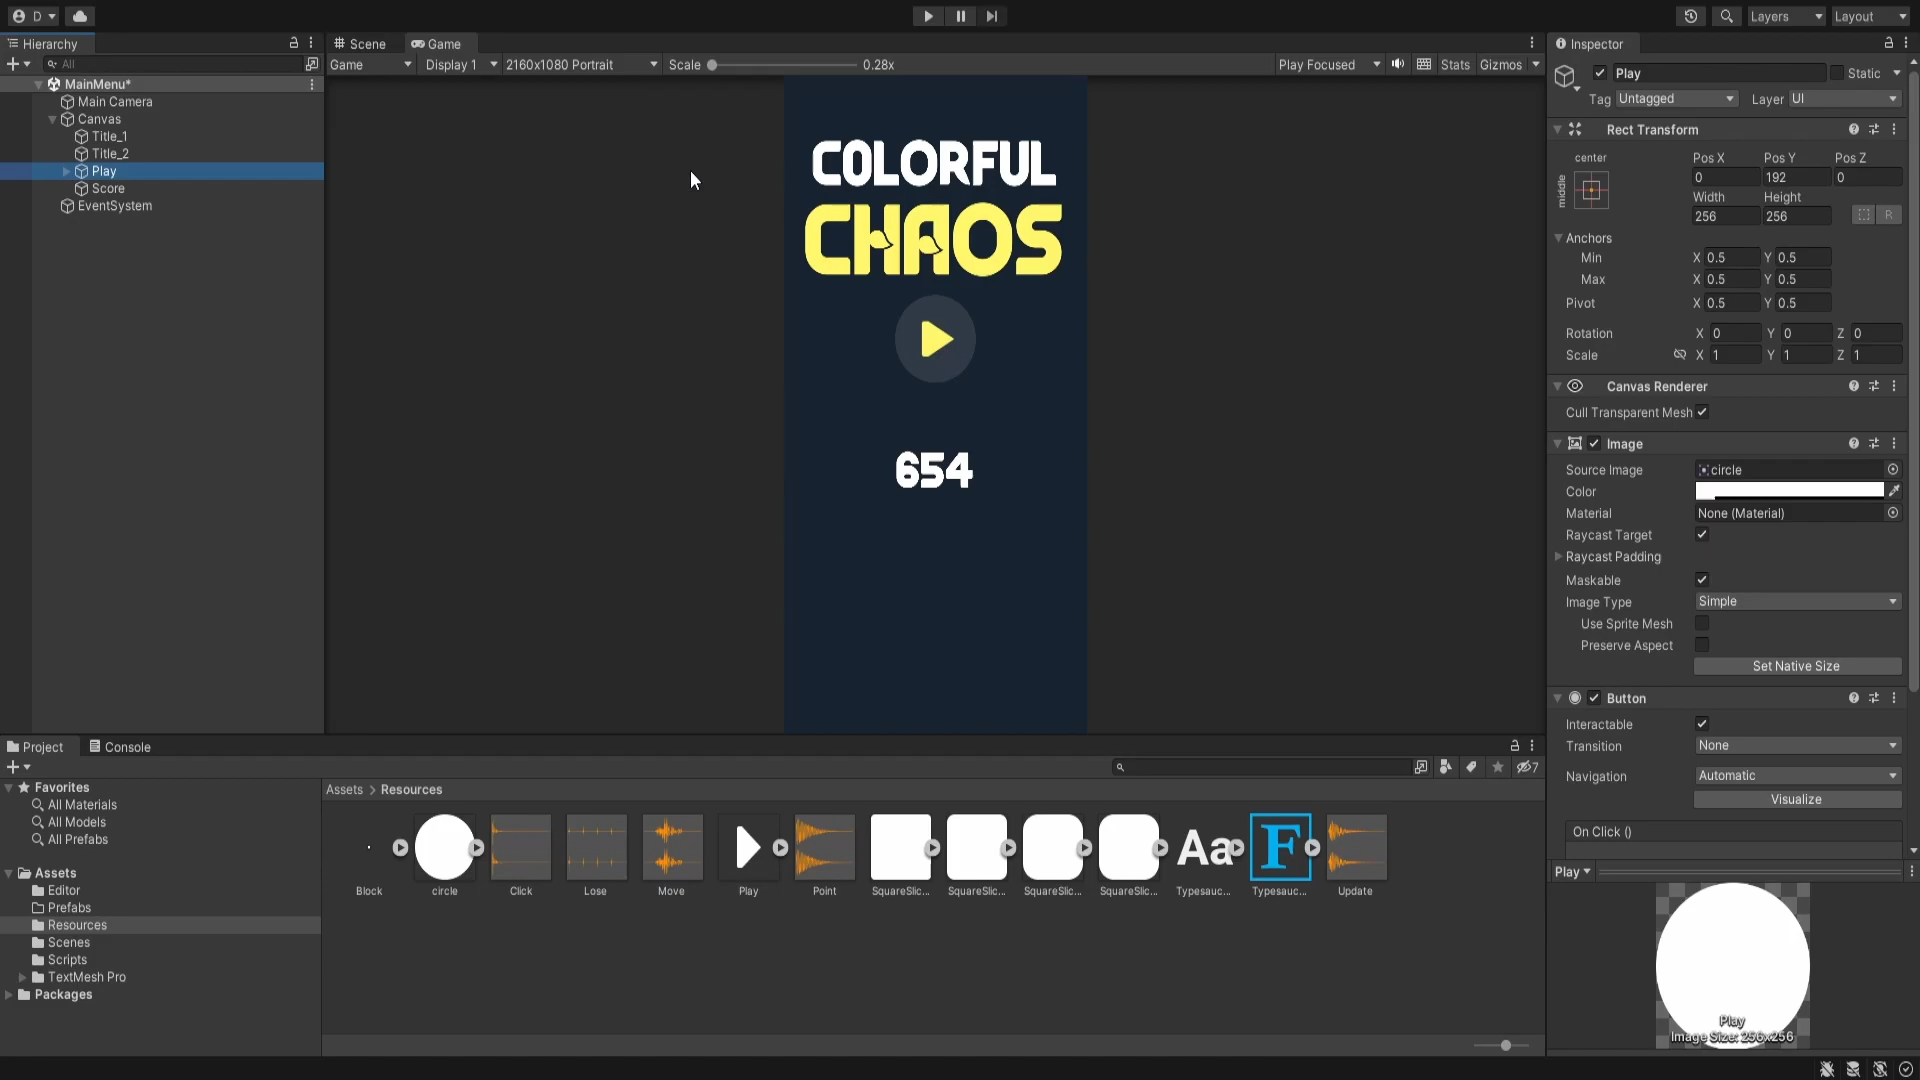 D
Layers
Layout
Hierarchy
All
MainMenu*
Main Camera
Canvas
Title_1
Title_2
Play
Score
EventSystem
Scene
Game
Game
Display 1
2160x1080 Portrait
Scale
0.28x
Play Focused
Stats
Gizmos
COLORFUL
CHAOS
654
Inspector
Play
Static
Tag
Untagged
Layer
UI
Rect Transform
center
middle
Pos X
Pos Y
Pos Z
0
192
0
Width
Height
256
256
R
Anchors
Min
X 0.5
Y 0.5
Max
X 0.5
Y 0.5
Pivot
X 0.5
Y 0.5
Rotation
X 0
Y 0
Z 0
Scale
X 1
Y 1
Z 1
Canvas Renderer
Cull Transparent Mesh
Image
Source Image
circle
Color
Material
None (Material)
Raycast Target
Raycast Padding
Maskable
Image Type
Simple
Use Sprite Mesh
Preserve Aspect
Set Native Size
Button
Interactable
Transition
None
Navigation
Automatic
Visualize
On Click ()
Play
Play
Image Size: 256x256
Project
Console
7
Favorites
All Materials
All Models
All Prefabs
Assets
Editor
Prefabs
Resources
Scenes
Scripts
TextMesh Pro
Packages
Assets > Resources
Aa
F
Block
circle
Click
Lose
Move
Play
Point
SquareSlic...
SquareSlic...
SquareSlic...
SquareSlic...
Typesauc...
Typesauc...
Update